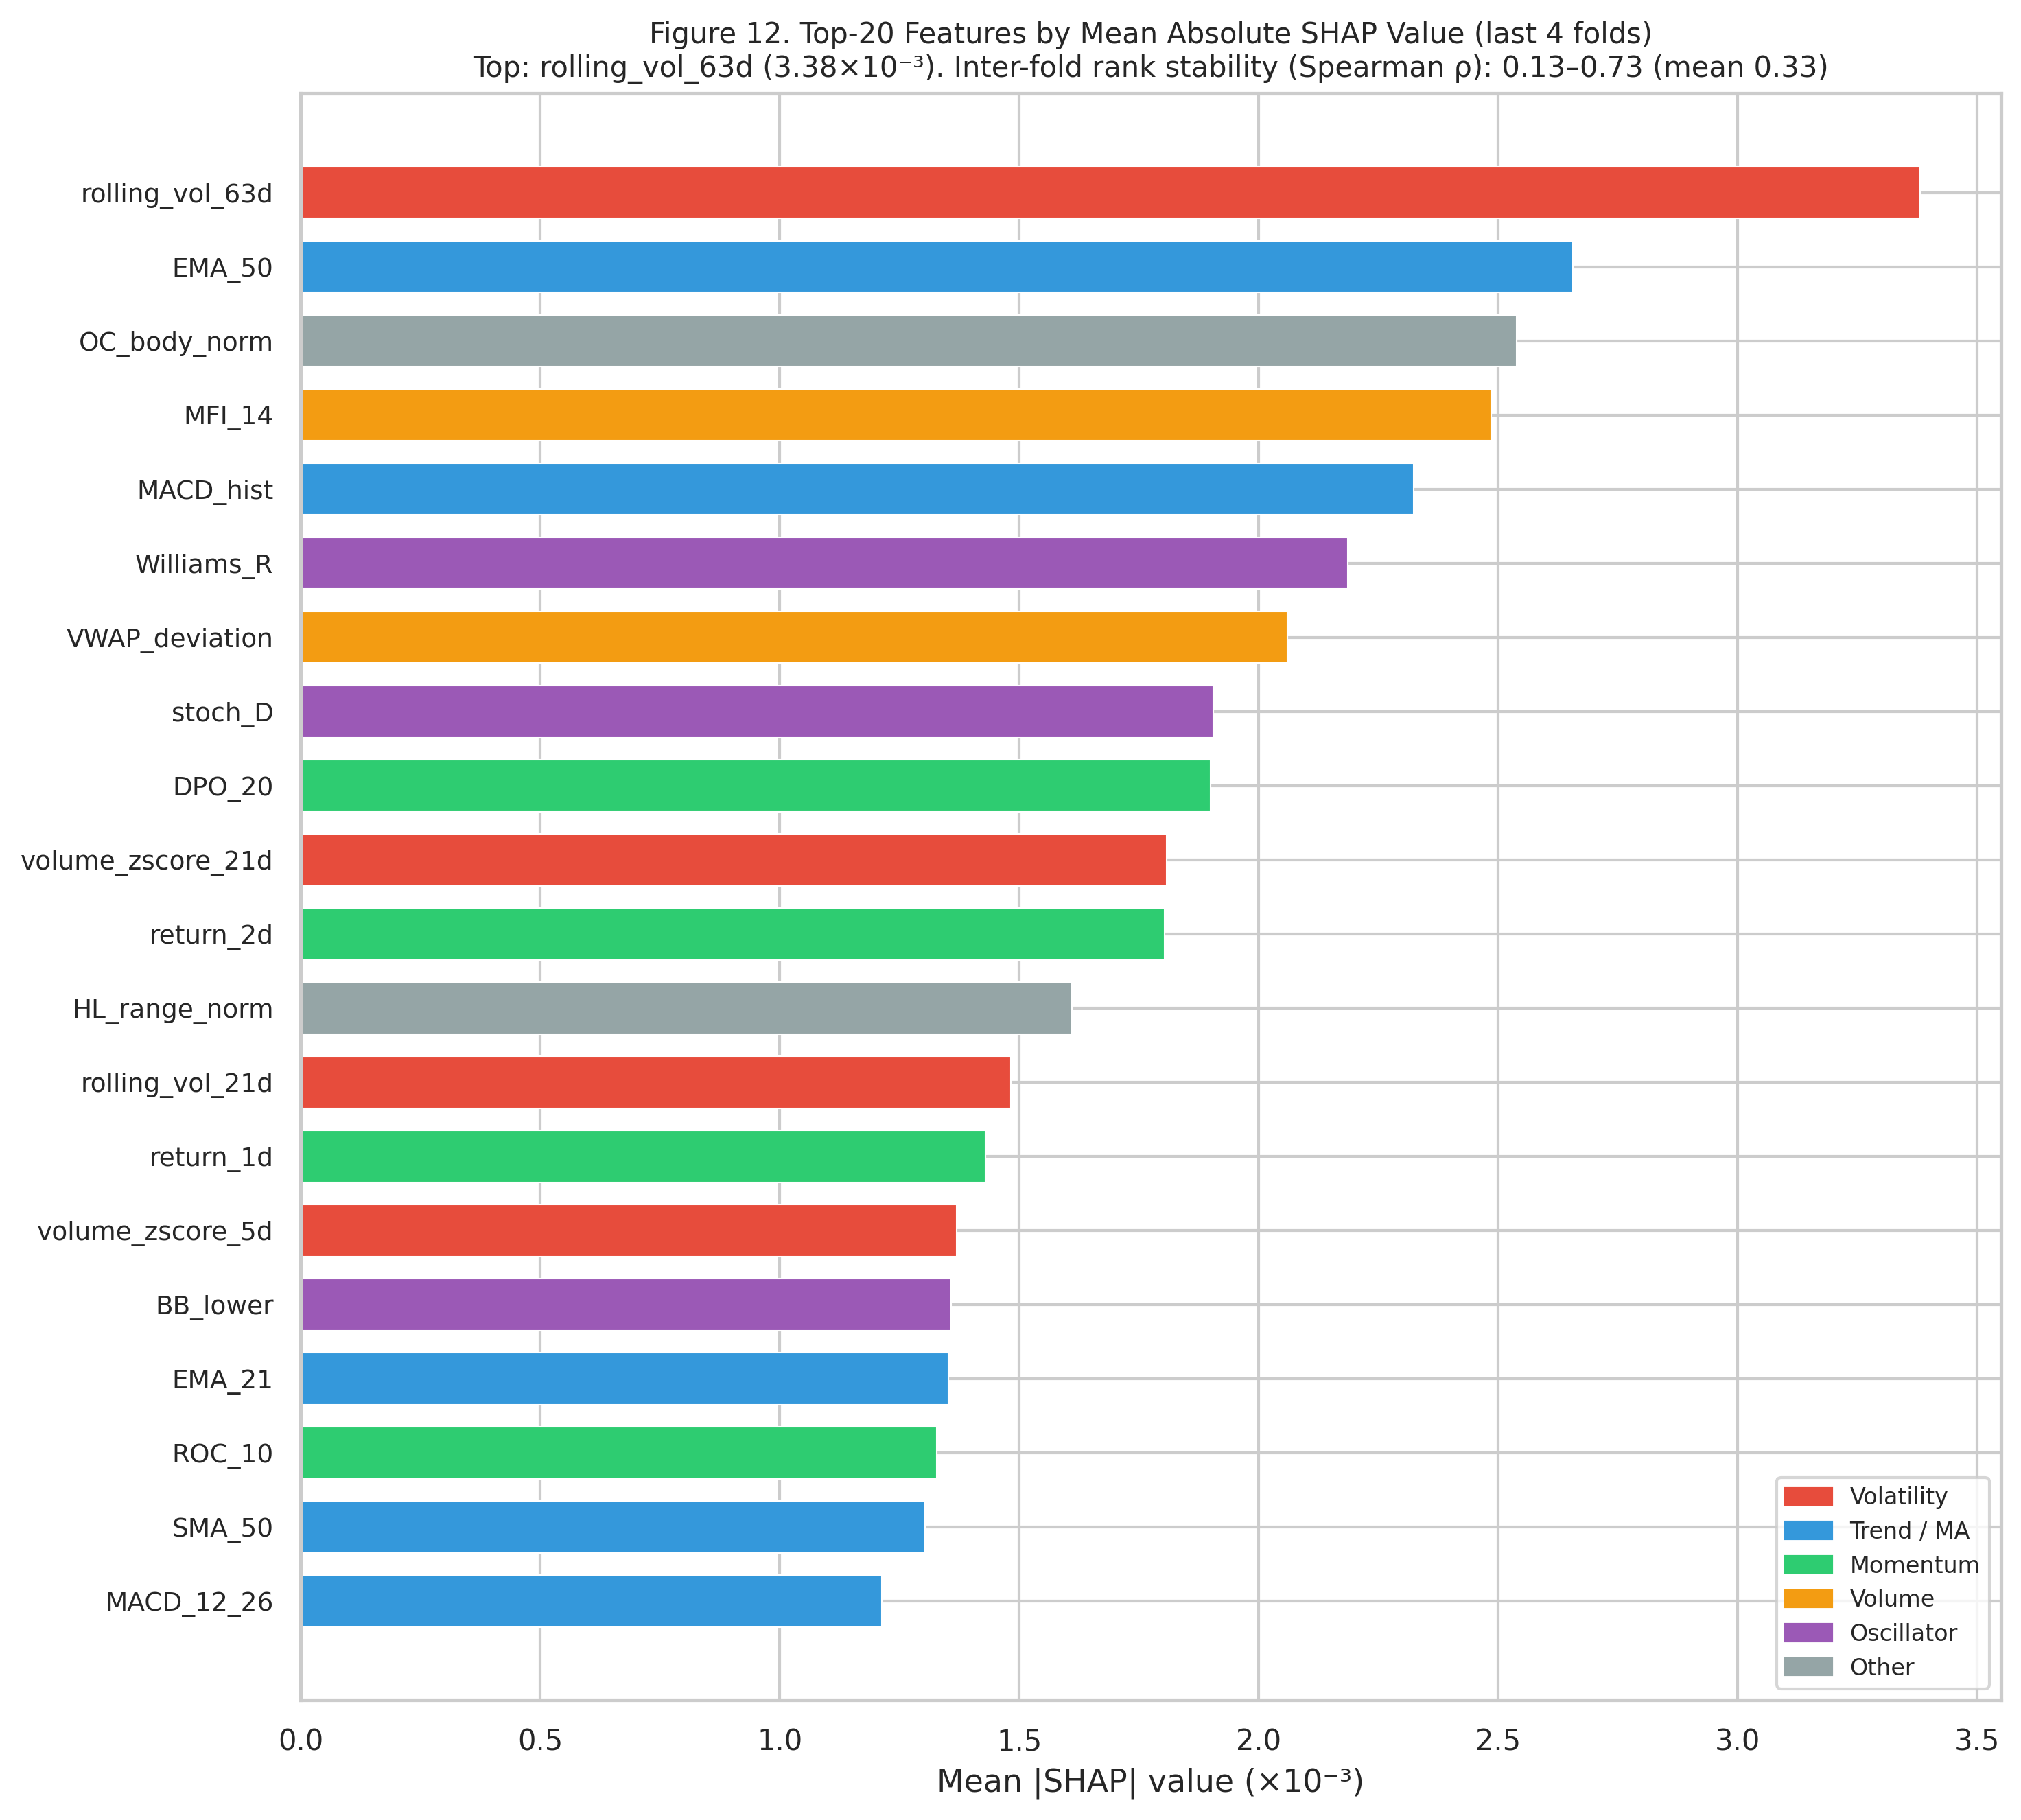 Figure 12. Top-20 Features by Mean Absolute SHAP Value (last 4 folds)
Top: rolling_vol_63d (3.38×10⁻³). Inter-fold rank stability (Spearman ρ): 0.13–0.73 (mean 0.33)
rolling_vol_63d
EMA_50
OC_body_norm
MFI_14
MACD_hist
Williams_R
VWAP_deviation
stoch_D
DPO_20
volume_zscore_21d
return_2d
HL_range_norm
rolling_vol_21d
return_1d
volume_zscore_5d
BB_lower
EMA_21
ROC_10
SMA_50
MACD_12_26
Volatility
Trend / MA
Momentum
Volume
Oscillator
Other
0.0 0.5 1.0 1.5 2.0 2.5 3.0 3.5
Mean |SHAP| value (×10⁻³)